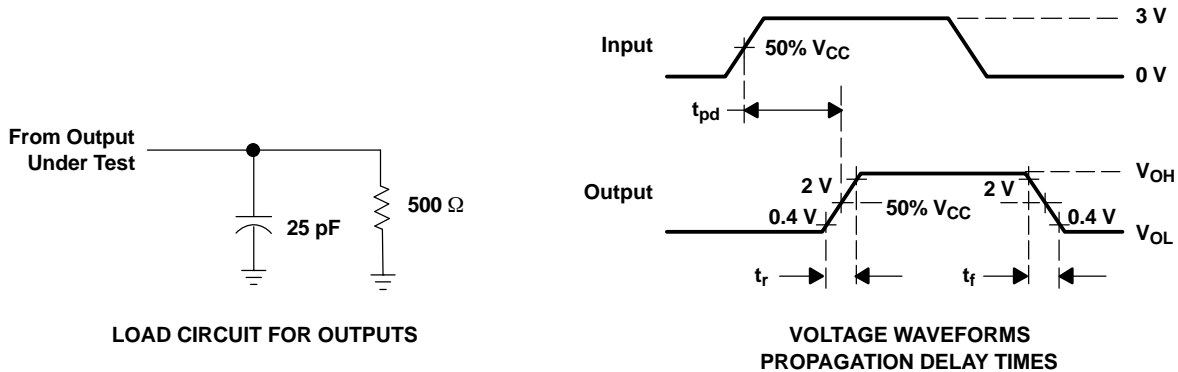 From Output
Under Test
25 pF
500 Ω
LOAD CIRCUIT FOR OUTPUTS
3 V
Input
50% VCC
0 V
tpd
VOH
2 V
2 V
Output
50% VCC
0.4 V
0.4 V
VOL
tr
tf
VOLTAGE WAVEFORMS
PROPAGATION DELAY TIMES